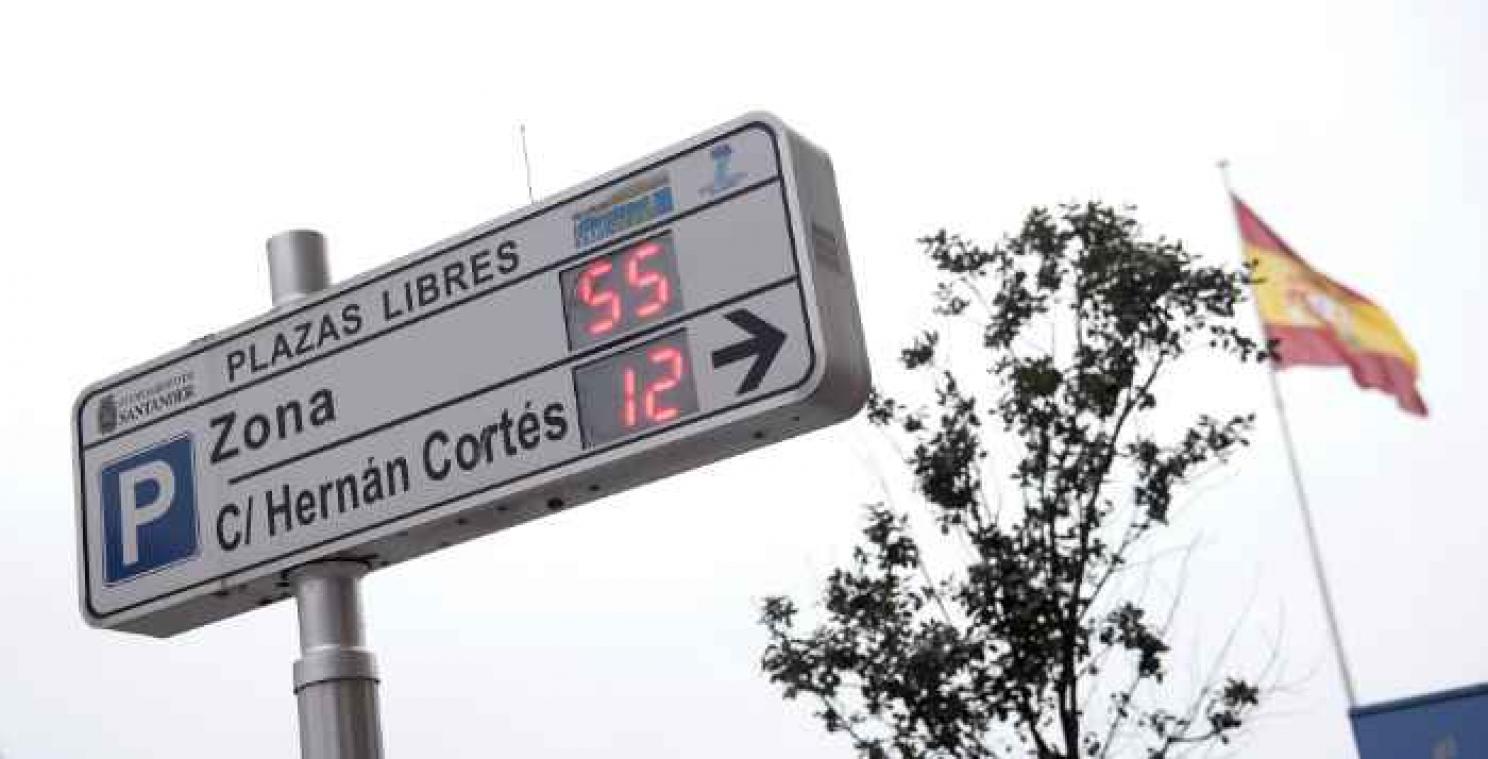 SANTANDER
PLAZAS LIBRES
P
Zona 55
C/ Hernán Cortés 12